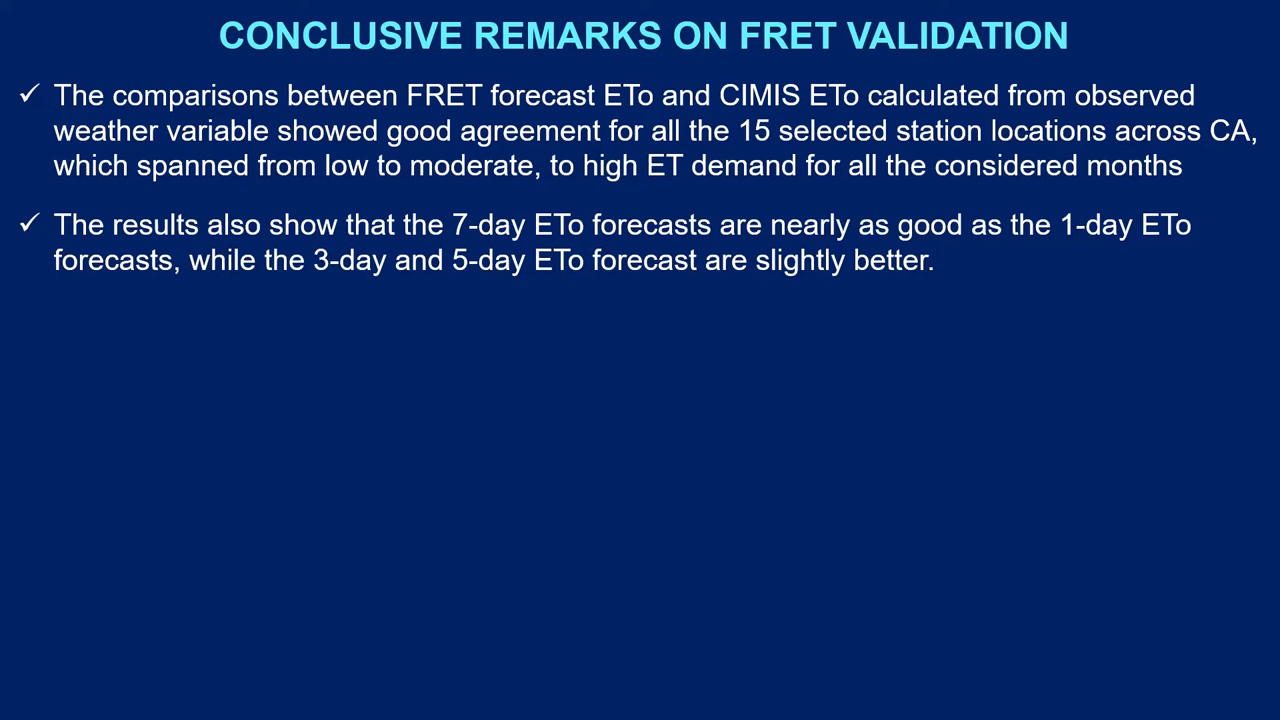 CONCLUSIVE REMARKS ON FRET VALIDATION
✓ The comparisons between FRET forecast ETo and CIMIS ETo calculated from observed
weather variable showed good agreement for all the 15 selected station locations across CA,
which spanned from low to moderate, to high ET demand for all the considered months
✓ The results also show that the 7-day ETo forecasts are nearly as good as the 1-day ETo
forecasts, while the 3-day and 5-day ETo forecast are slightly better.